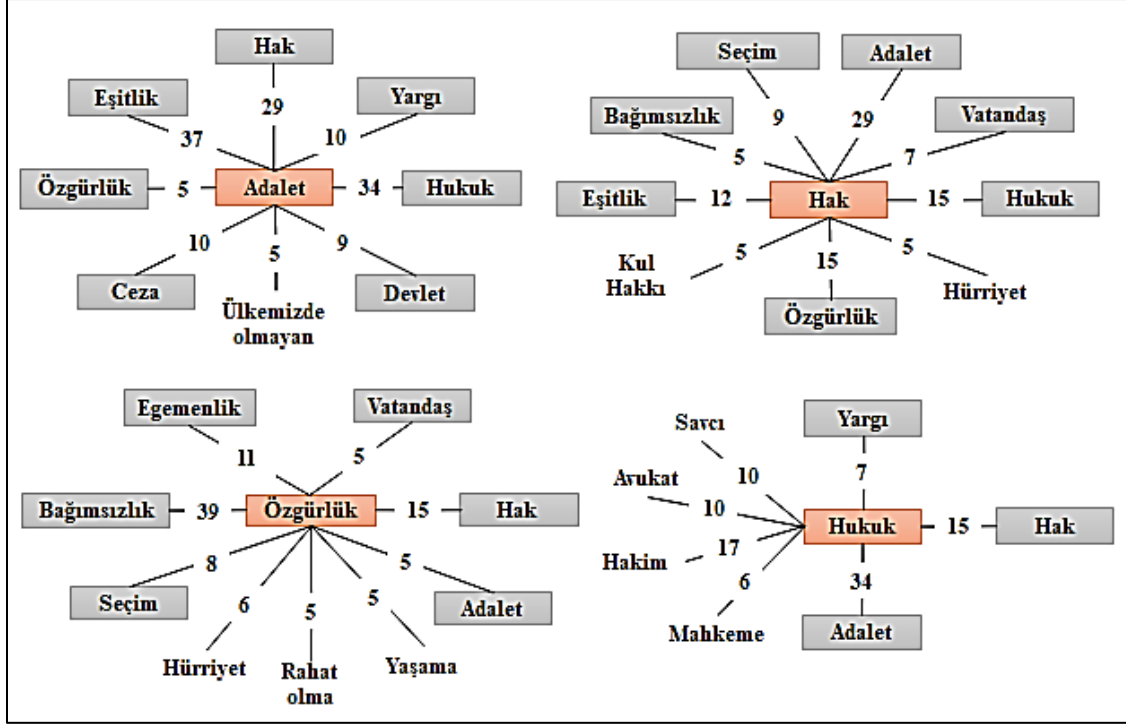 Hak
Eşitlik
29
Yargı
37
10
Özgürlük
5
Adalet
34
Hukuk
10
5
9
Ceza
Ülkemizde
olmayan
Devlet
Seçim
Adalet
Bağımsızlık
9
29
Vatandaş
5
7
Eşitlik
12
Hak
15
Hukuk
Kul
Hakkı
5
15
5
Hürriyet
Özgürlük
Egemenlik
Vatandaş
11
5
Bağımsızlık
39
Özgürlük
15
Hak
8
5
Seçim
6
5
5
Adalet
Hürriyet
Rahat
olma
Yaşama
Savcı
Yargı
10
7
Avukat
10
Hukuk
15
Hak
Hakim
17
6
34
Mahkeme
Adalet